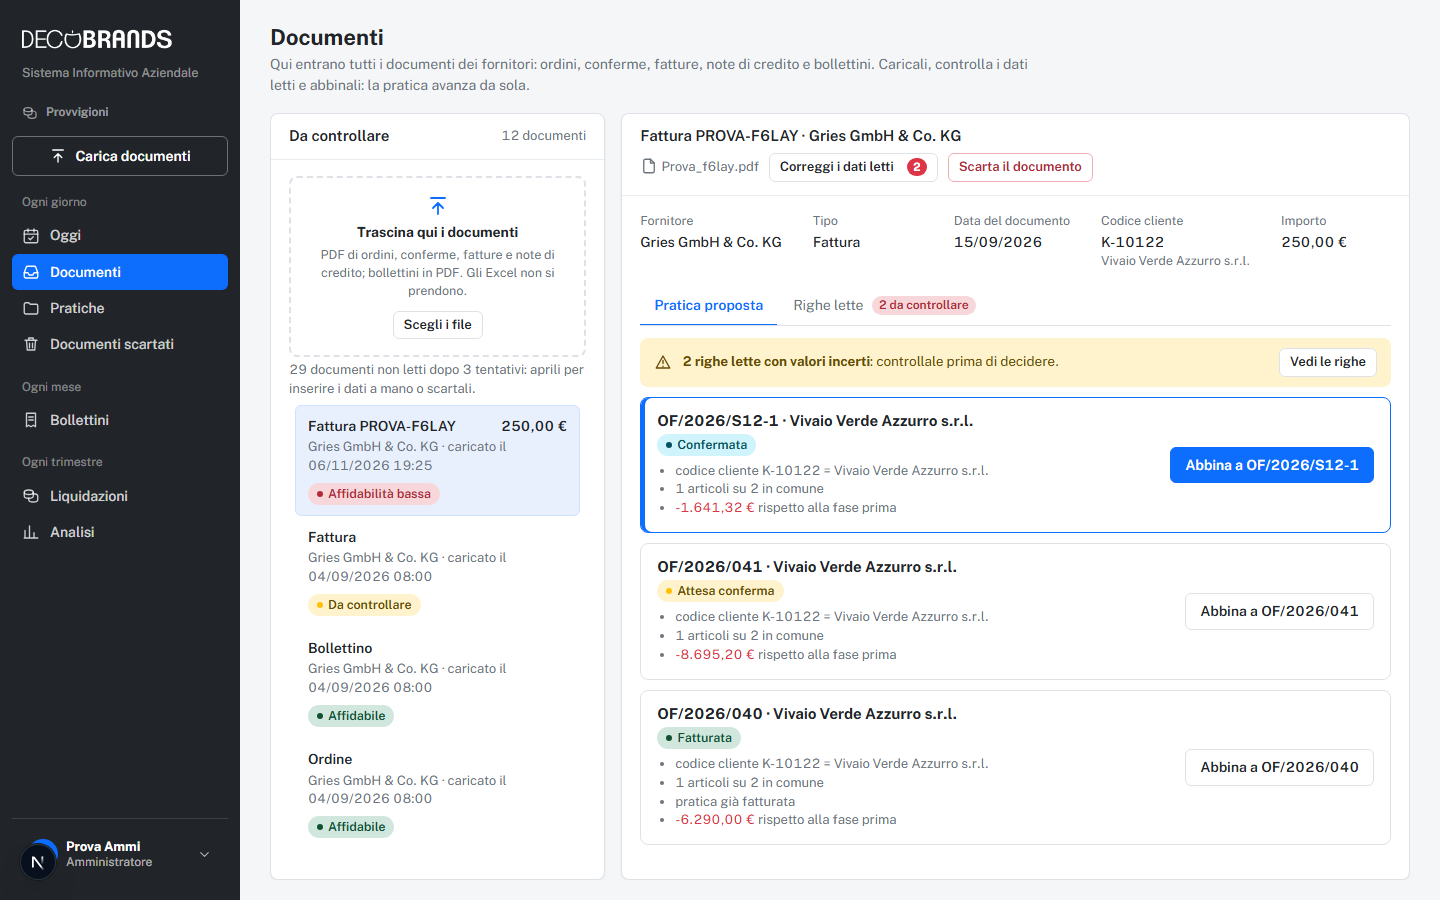 DECOBRANDS
Sistema Informativo Aziendale
Provvigioni
Carica documenti
Ogni giorno
Oggi
Documenti
Pratiche
Documenti scartati
Ogni mese
Bollettini
Ogni trimestre
Liquidazioni
Analisi
N
Prova Ammi
Amministratore
Documenti
Qui entrano tutti i documenti dei fornitori: ordini, conferme, fatture, note di credito e bollettini. Caricali, controlla i dati
letti e abbinali: la pratica avanza da sola.
Da controllare
12 documenti
Trascina qui i documenti
PDF di ordini, conferme, fatture e note di
credito; bollettini in PDF. Gli Excel non si
prendono.
Scegli i file
29 documenti non letti dopo 3 tentativi: aprili per
inserire i dati a mano o scartali.
Fattura PROVA-F6LAY 250,00 €
Gries GmbH & Co. KG · caricato il
06/11/2026 19:25
Affidabilità bassa
Fattura
Gries GmbH & Co. KG · caricato il
04/09/2026 08:00
Da controllare
Bollettino
Gries GmbH & Co. KG · caricato il
04/09/2026 08:00
Affidabile
Ordine
Gries GmbH & Co. KG · caricato il
04/09/2026 08:00
Affidabile
Fattura PROVA-F6LAY · Gries GmbH & Co. KG
Prova_f6lay.pdf
Correggi i dati letti 2
Scarta il documento
Fornitore
Gries GmbH & Co. KG
Tipo
Fattura
Data del documento
15/09/2026
Codice cliente
K-10122
Vivaio Verde Azzurro s.r.l.
Importo
250,00 €
Pratica proposta
Righe lette 2 da controllare
2 righe lette con valori incerti: controllale prima di decidere.
Vedi le righe
OF/2026/S12-1 · Vivaio Verde Azzurro s.r.l.
Confermata
codice cliente K-10122 = Vivaio Verde Azzurro s.r.l.
1 articoli su 2 in comune
-1.641,32 € rispetto alla fase prima
Abbina a OF/2026/S12-1
OF/2026/041 · Vivaio Verde Azzurro s.r.l.
Attesa conferma
codice cliente K-10122 = Vivaio Verde Azzurro s.r.l.
1 articoli su 2 in comune
-8.695,20 € rispetto alla fase prima
Abbina a OF/2026/041
OF/2026/040 · Vivaio Verde Azzurro s.r.l.
Fatturata
codice cliente K-10122 = Vivaio Verde Azzurro s.r.l.
1 articoli su 2 in comune
pratica già fatturata
-6.290,00 € rispetto alla fase prima
Abbina a OF/2026/040